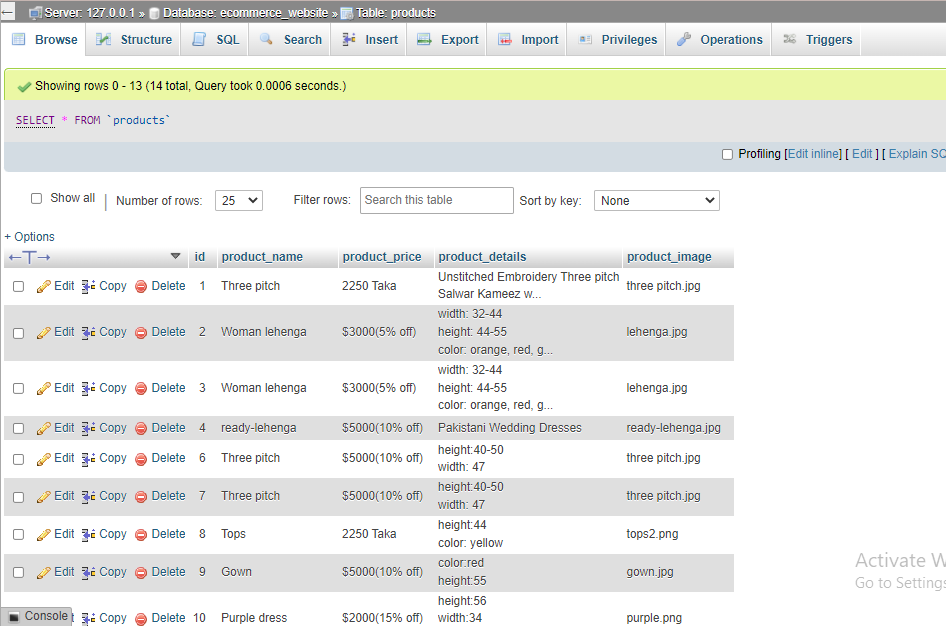 Server: 127.0.0.1 » Database: ecommerce_website » Table: products
Browse Structure SQL Search Insert Export Import Privileges Operations Triggers
Showing rows 0 - 13 (14 total, Query took 0.0006 seconds.)
SELECT * FROM `products`
Profiling [Edit inline] [ Edit ] [ Explain SQ
Show all Number of rows: 25 Filter rows: Search this table Sort by key: None
+ Options
←T→ id product_name product_price product_details product_image
Edit Copy Delete 1 Three pitch 2250 Taka Unstitched Embroidery Three pitch three pitch.jpg
Salwar Kameez w...
width: 32-44
Edit Copy Delete 2 Woman lehenga $3000(5% off) height: 44-55 lehenga.jpg
color: orange, red, g...
width: 32-44
Edit Copy Delete 3 Woman lehenga $3000(5% off) height: 44-55 lehenga.jpg
color: orange, red, g...
Edit Copy Delete 4 ready-lehenga $5000(10% off) Pakistani Wedding Dresses ready-lehenga.jpg
Edit Copy Delete 6 Three pitch $5000(10% off) height:40-50 three pitch.jpg
width: 47
Edit Copy Delete 7 Three pitch $5000(10% off) height:40-50 three pitch.jpg
width: 47
Edit Copy Delete 8 Tops 2250 Taka height:44 tops2.png
color: yellow
Edit Copy Delete 9 Gown $5000(10% off) color:red gown.jpg
height:55
height:56
Console Copy Delete 10 Purple dress $2000(15% off) width:34 purple.png
Activate W
Go to Settings